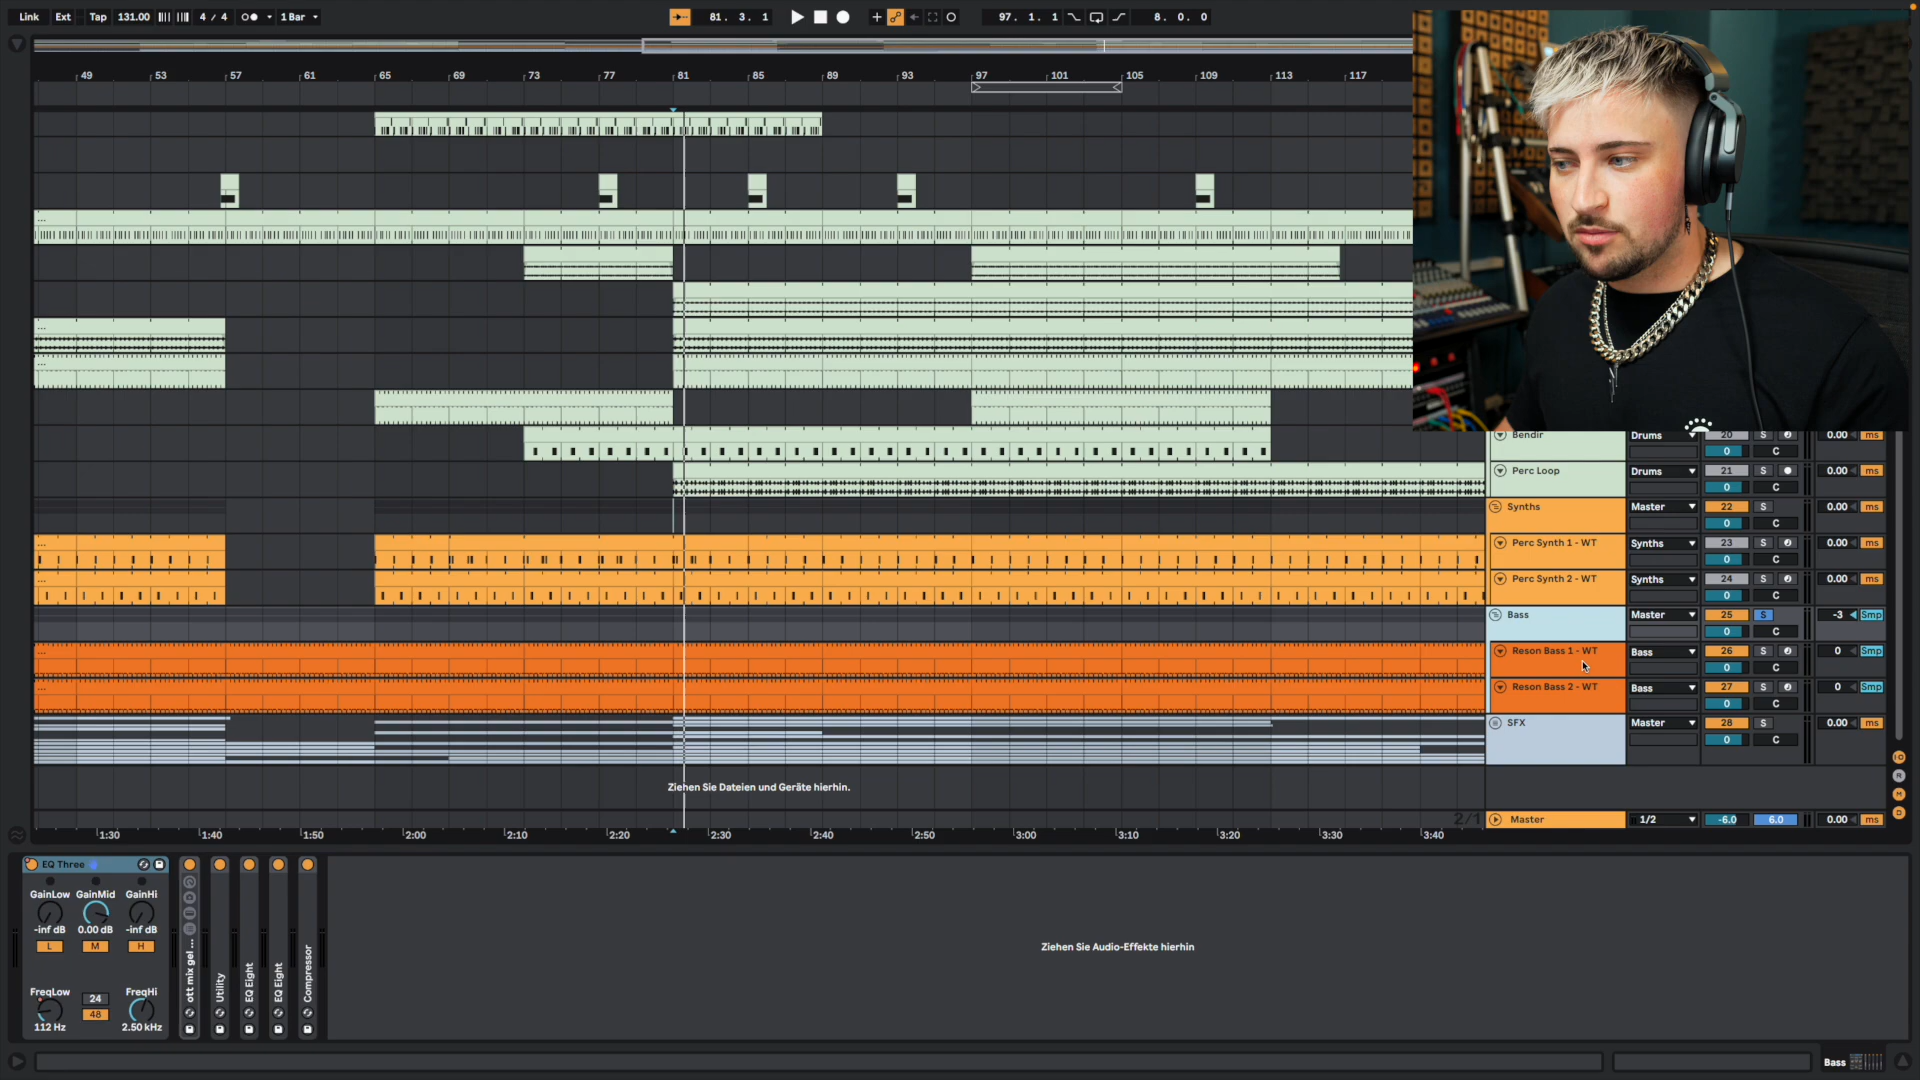 Link Ext Tap 131.00 4 / 4 1 Bar 81. 3. 1 97. 1. 1 8. 0. 0
49 53 57 61 65 69 73 77 81 85 89 93 97 101 105 109 113 117
Bendir Drums 20 S 0.00 ms
0 C
Perc Loop Drums 21 S 0.00 ms
0 C
Synths Master 22 S 0.00 ms
0 C
Perc Synth 1 - WT Synths 23 S 0.00 ms
0 C
Perc Synth 2 - WT Synths 24 S 0.00 ms
0 C
Bass Master 25 S -3 Smp
0 C
Reson Bass 1 - WT Bass 26 S 0 Smp
0 C
Reson Bass 2 - WT Bass 27 S 0 Smp
0 C
SFX Master 28 S 0.00 ms
0 C
Ziehen Sie Dateien und Geräte hierhin.
2/1
Master 1/2 -6.0 6.0 0.00 ms
1:30 1:40 1:50 2:00 2:10 2:20 2:30 2:40 2:50 3:00 3:10 3:20 3:30 3:40
EQ Three
GainLow GainMid GainHi
-inf dB 0.00 dB -inf dB
L M H
FreqLow 24 FreqHi
48
112 Hz 2.50 kHz
ott mix gel ...
Utility
EQ Eight
EQ Eight
Compressor
Ziehen Sie Audio-Effekte hierhin
Bass